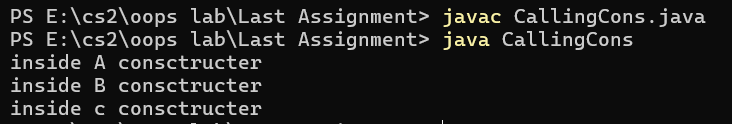 PS E:\cs2\oops lab\Last Assignment> javac CallingCons.java
PS E:\cs2\oops lab\Last Assignment> java CallingCons
inside A consctructer
inside B consctructer
inside c consctructer